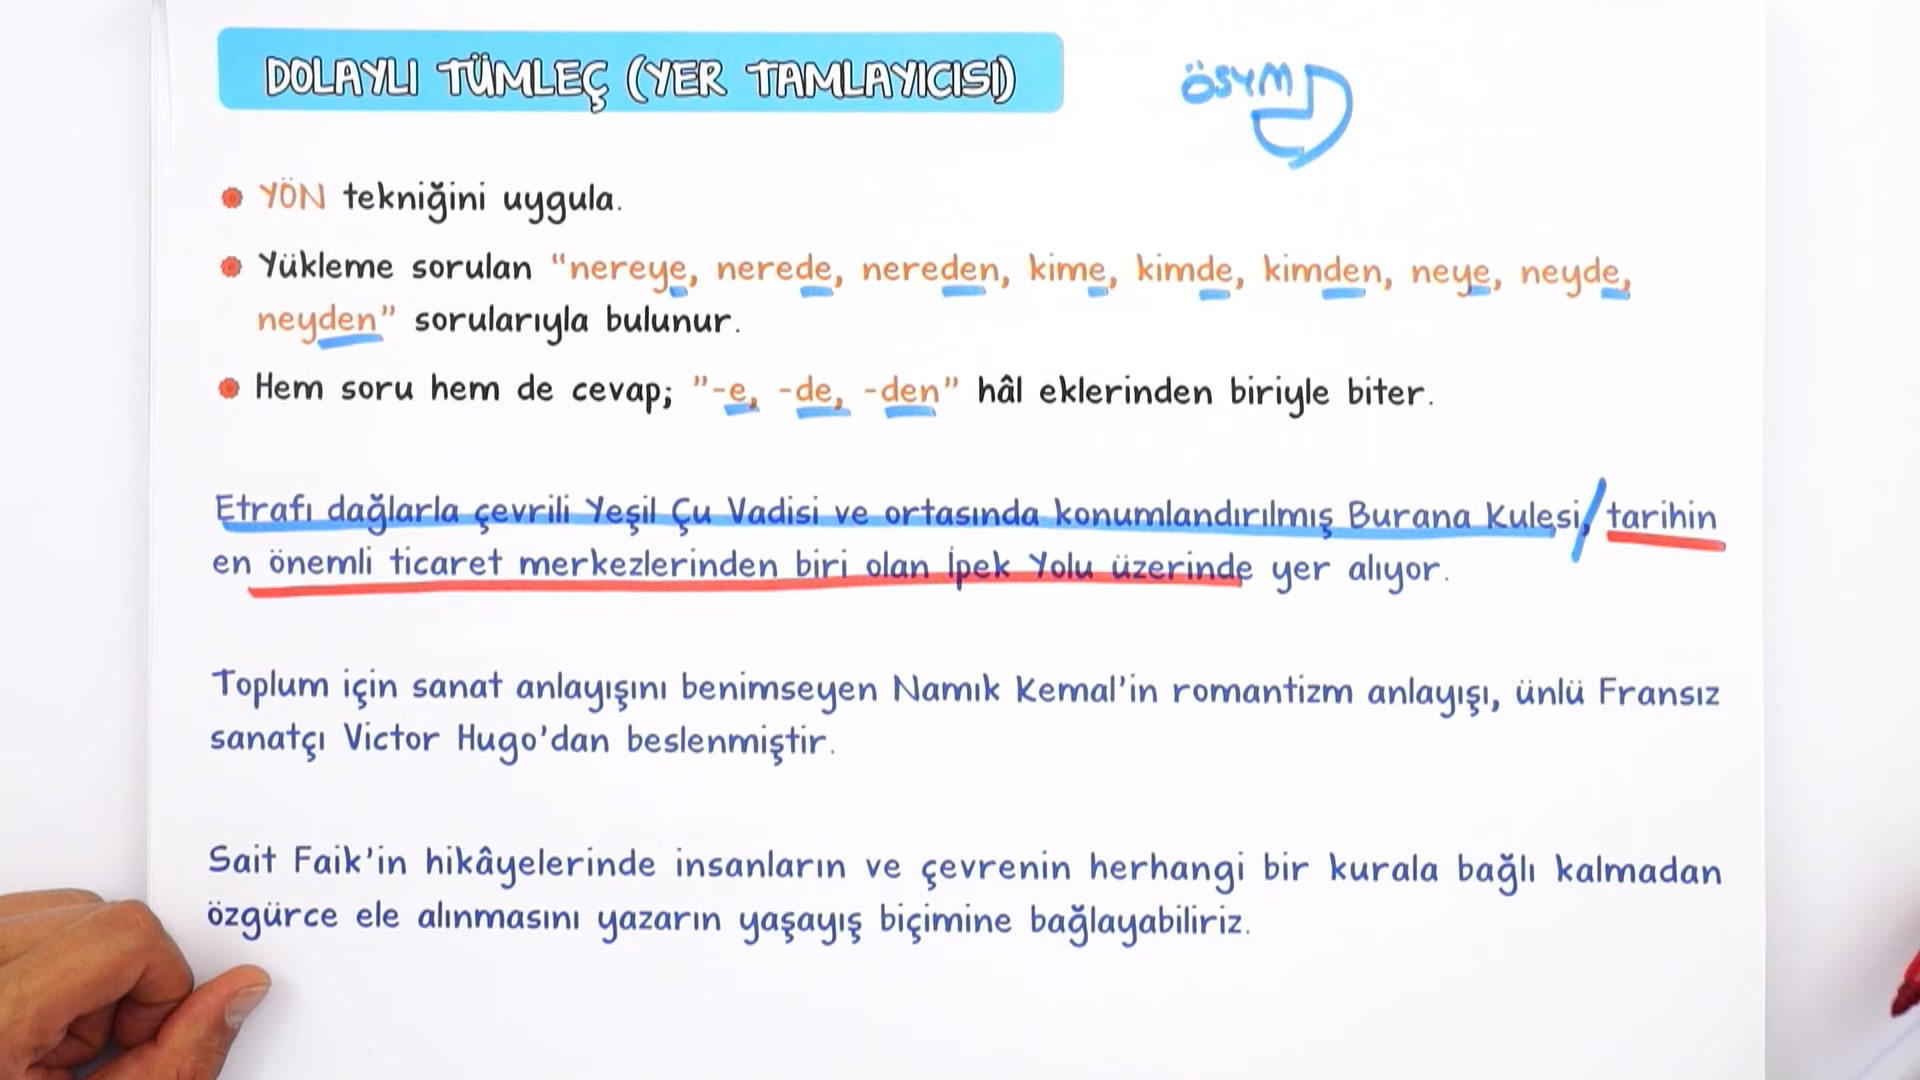 DOLAYLI TÜMLEÇ (YER TAMLAYICISI)
ÖSYM
YÖN tekniğini uygula.
Yükleme sorulan "nereye, nerede, nereden, kime, kimde, kimden, neye, neyde,
neyden" sorularıyla bulunur.
Hem soru hem de cevap; "-e, -de, -den" hâl eklerinden biriyle biter.
Etrafı dağlarla çevrili Yeşil Çu Vadisi ve ortasında konumlandırılmış Burana Kulesi, tarihin
en önemli ticaret merkezlerinden biri olan İpek Yolu üzerinde yer alıyor.
Toplum için sanat anlayışını benimseyen Namık Kemal'in romantizm anlayışı, ünlü Fransız
sanatçı Victor Hugo'dan beslenmiştir.
Sait Faik'in hikâyelerinde insanların ve çevrenin herhangi bir kurala bağlı kalmadan
özgürce ele alınmasını yazarın yaşayış biçimine bağlayabiliriz.